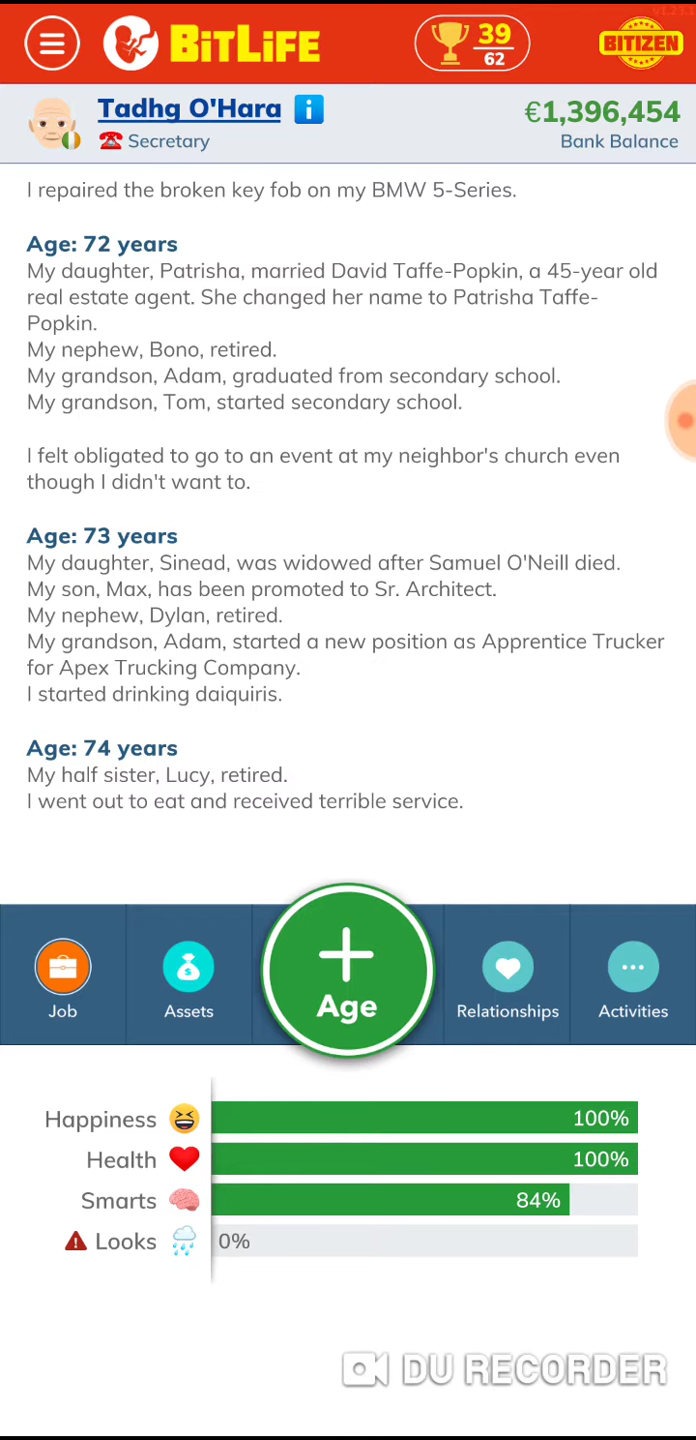 v1.23.1
BitLiFE
39
62
BITIZEN
Tadhg O'Hara
€1,396,454
Secretary
Bank Balance
I repaired the broken key fob on my BMW 5-Series.
Age: 72 years
My daughter, Patrisha, married David Taffe-Popkin, a 45-year old
real estate agent. She changed her name to Patrisha Taffe-
Popkin.
My nephew, Bono, retired.
My grandson, Adam, graduated from secondary school.
My grandson, Tom, started secondary school.
I felt obligated to go to an event at my neighbor's church even
though I didn't want to.
Age: 73 years
My daughter, Sinead, was widowed after Samuel O'Neill died.
My son, Max, has been promoted to Sr. Architect.
My nephew, Dylan, retired.
My grandson, Adam, started a new position as Apprentice Trucker
for Apex Trucking Company.
I started drinking daiquiris.
Age: 74 years
My half sister, Lucy, retired.
I went out to eat and received terrible service.
Job
Assets
Age
Relationships
Activities
Happiness 100%
Health 100%
Smarts 84%
Looks 0%
DU RECORDER